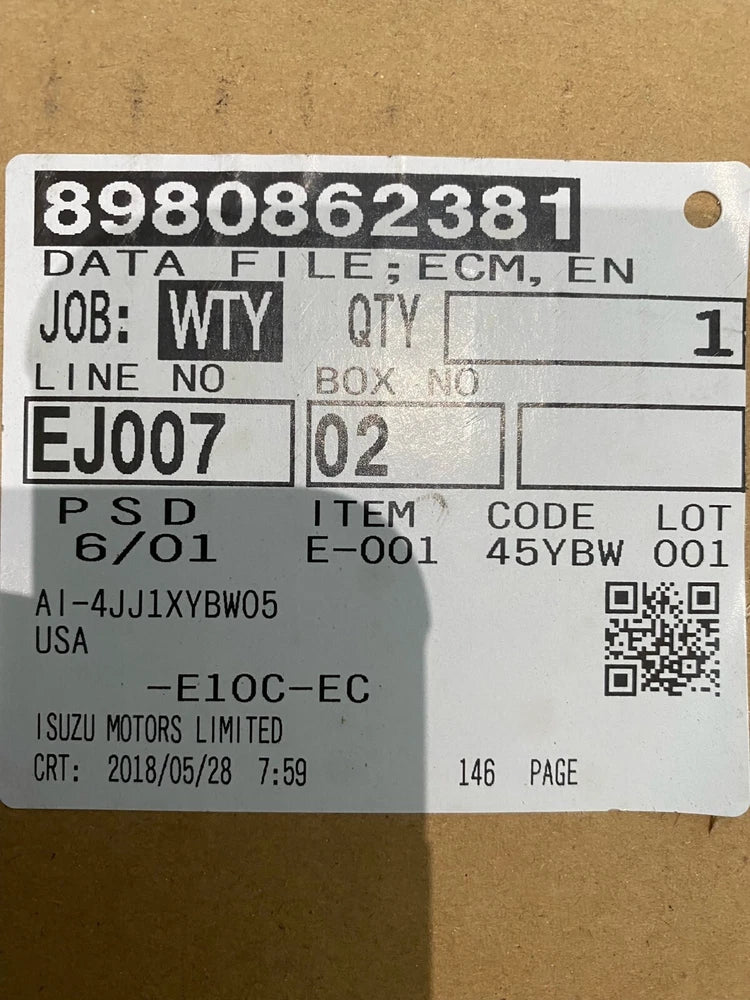 8980862381
DATA FILE;ECM, EN
JOB: WTY QTY 1
LINE NO BOX NO
EJ007 02
PSD ITEM CODE LOT
6/01 E-001 45YBW 001
AI-4JJ1XYBW05
USA
-E10C-EC
ISUZU MOTORS LIMITED
CRT: 2018/05/28 7:59 146 PAGE